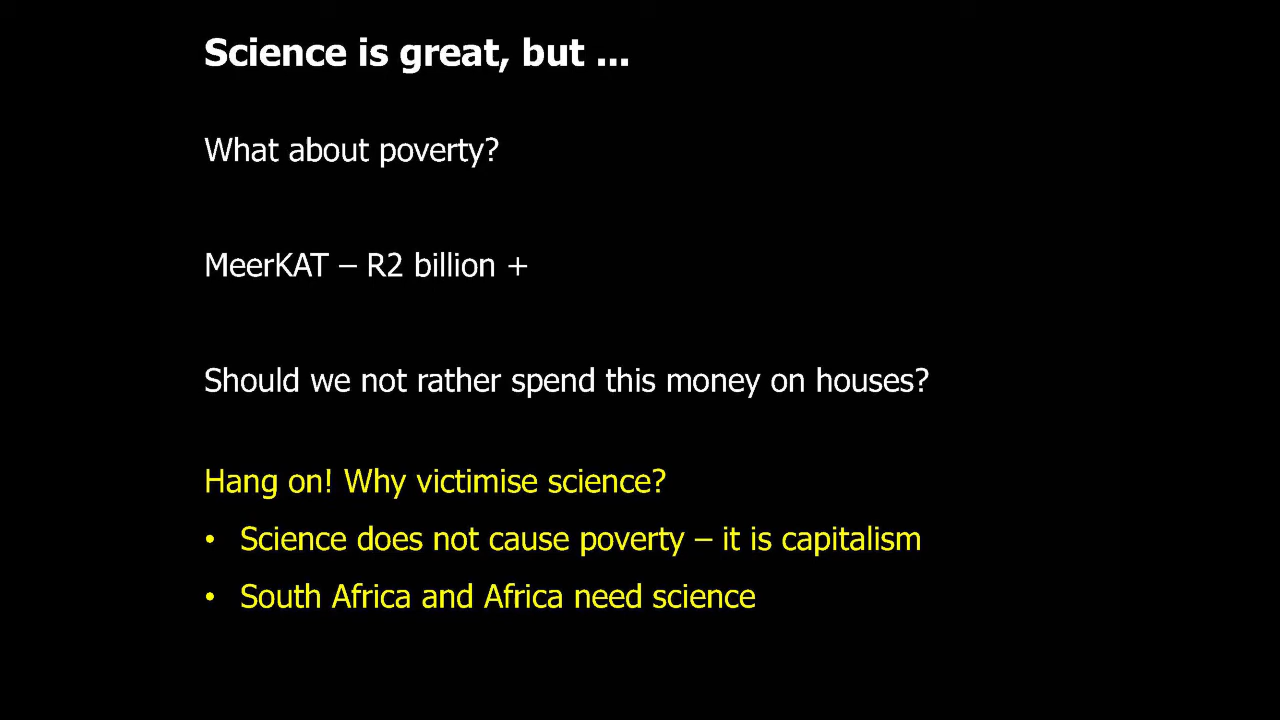 Science is great, but ...
What about poverty?
MeerKAT – R2 billion +
Should we not rather spend this money on houses?
Hang on! Why victimise science?
• Science does not cause poverty – it is capitalism
• South Africa and Africa need science